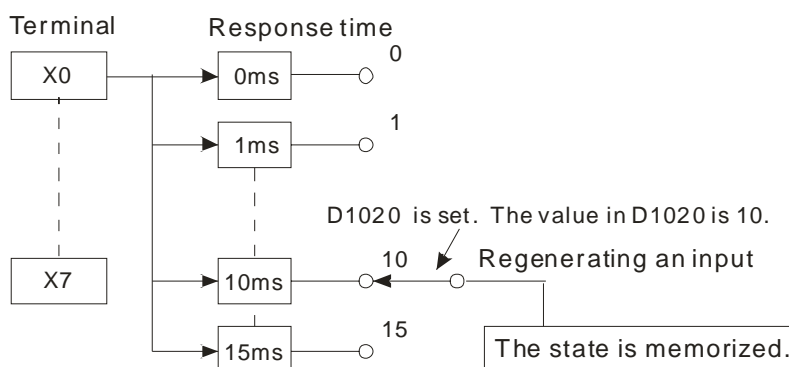 Terminal
Response time
X0
0ms
0
1ms
1
D1020 is set. The value in D1020 is 10.
X7
10ms
10
Regenerating an input
15ms
15
The state is memorized.